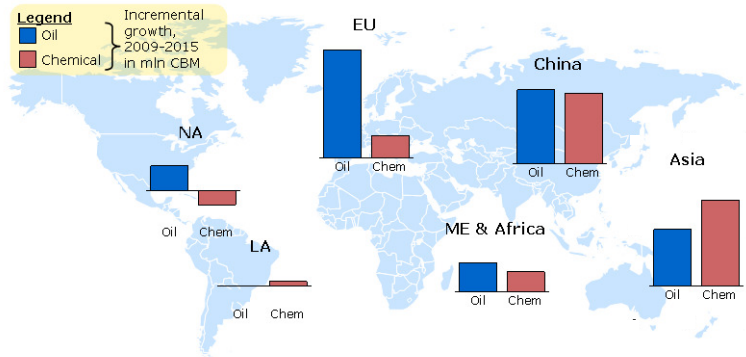 Legend
Oil
Chemical
Incremental
growth,
2009-2015
in mln CBM
EU
Oil Chem
China
Oil Chem
NA
Oil Chem
Asia
Oil Chem
LA
Oil Chem
ME & Africa
Oil Chem